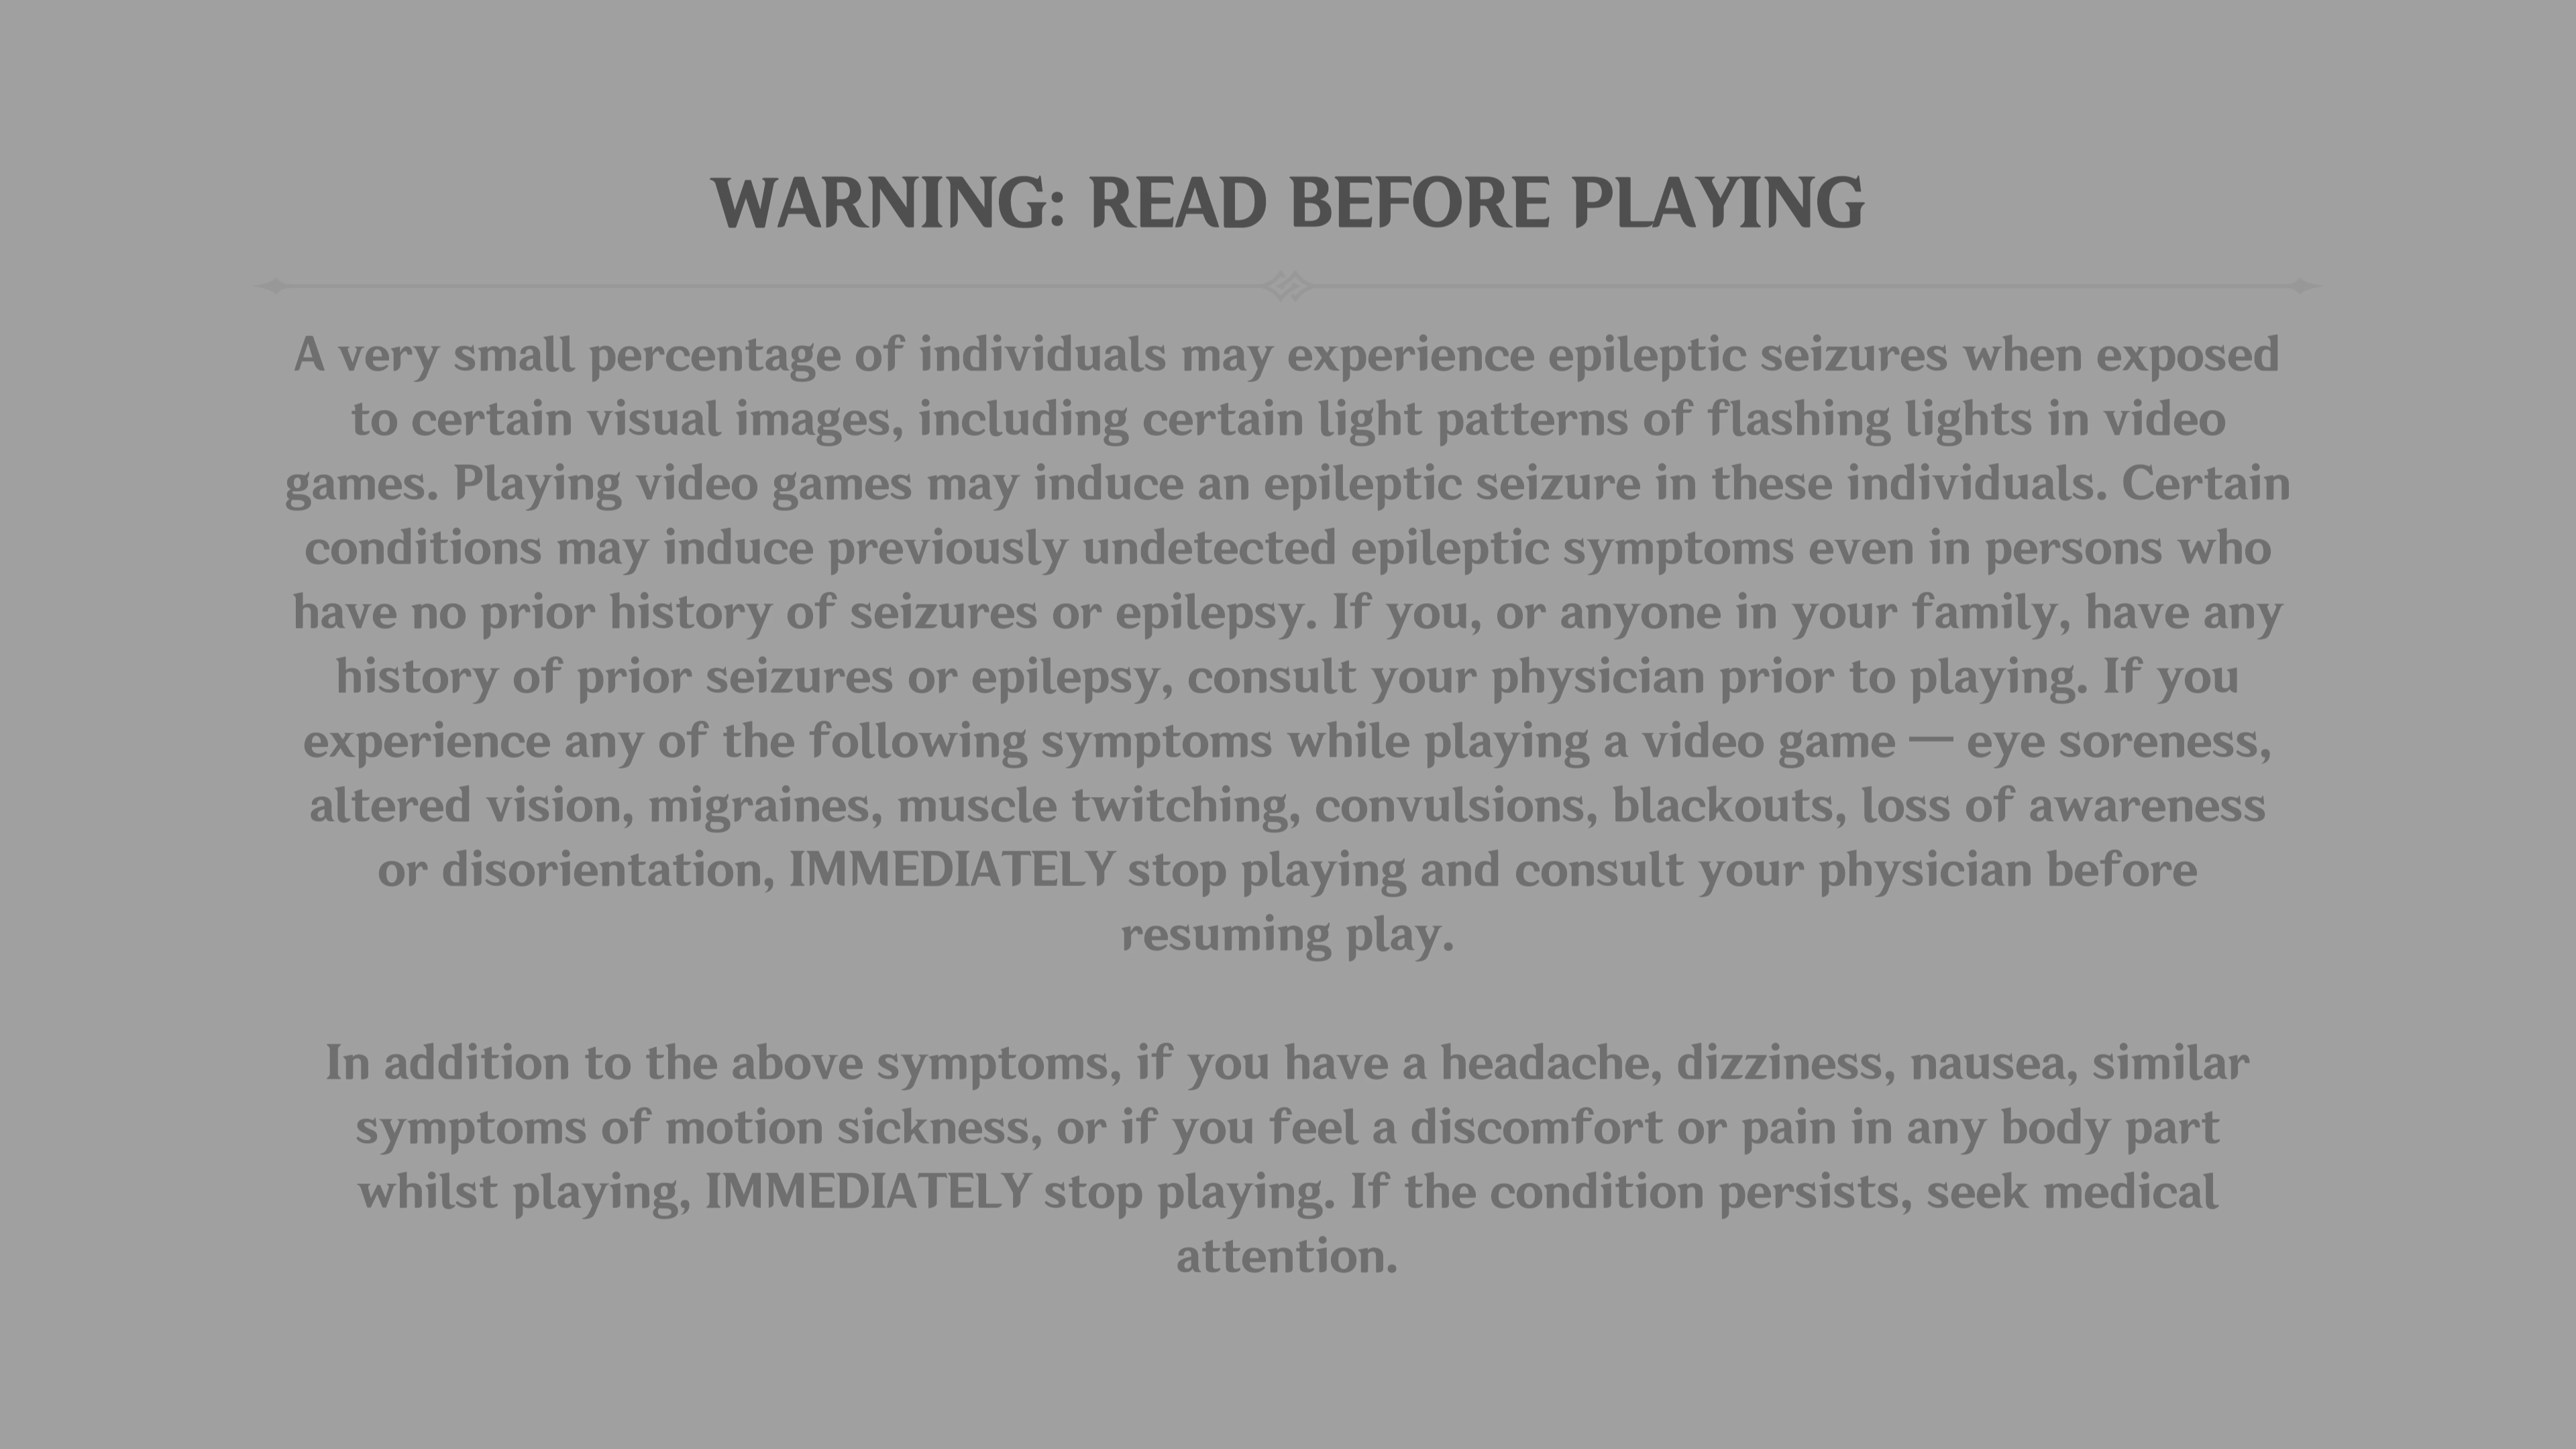 WARNING: READ BEFORE PLAYING
A very small percentage of individuals may experience epileptic seizures when exposed
to certain visual images, including certain light patterns of flashing lights in video
games. Playing video games may induce an epileptic seizure in these individuals. Certain
conditions may induce previously undetected epileptic symptoms even in persons who
have no prior history of seizures or epilepsy. If you, or anyone in your family, have any
history of prior seizures or epilepsy, consult your physician prior to playing. If you
experience any of the following symptoms while playing a video game — eye soreness,
altered vision, migraines, muscle twitching, convulsions, blackouts, loss of awareness
or disorientation, IMMEDIATELY stop playing and consult your physician before
resuming play.
In addition to the above symptoms, if you have a headache, dizziness, nausea, similar
symptoms of motion sickness, or if you feel a discomfort or pain in any body part
whilst playing, IMMEDIATELY stop playing. If the condition persists, seek medical
attention.